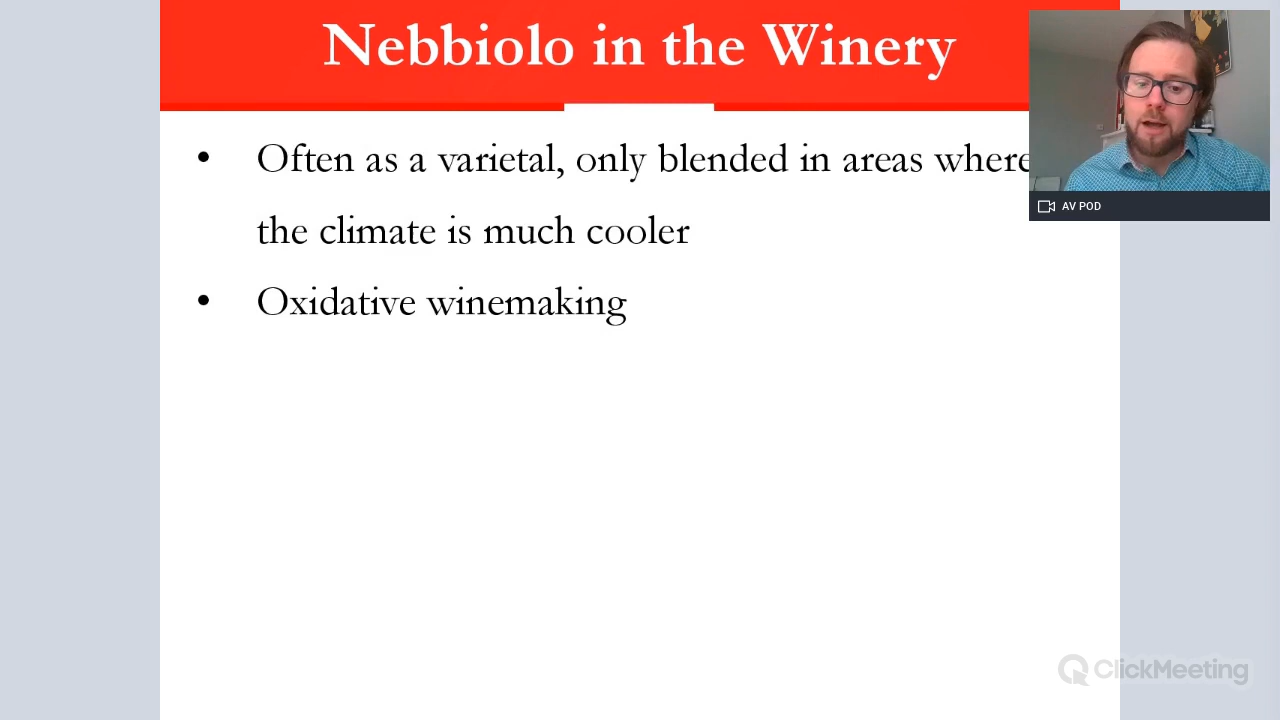 Nebbiolo in the Winery
• Often as a varietal, only blended in areas where
the climate is much cooler
• Oxidative winemaking
AV POD
ClickMeeting